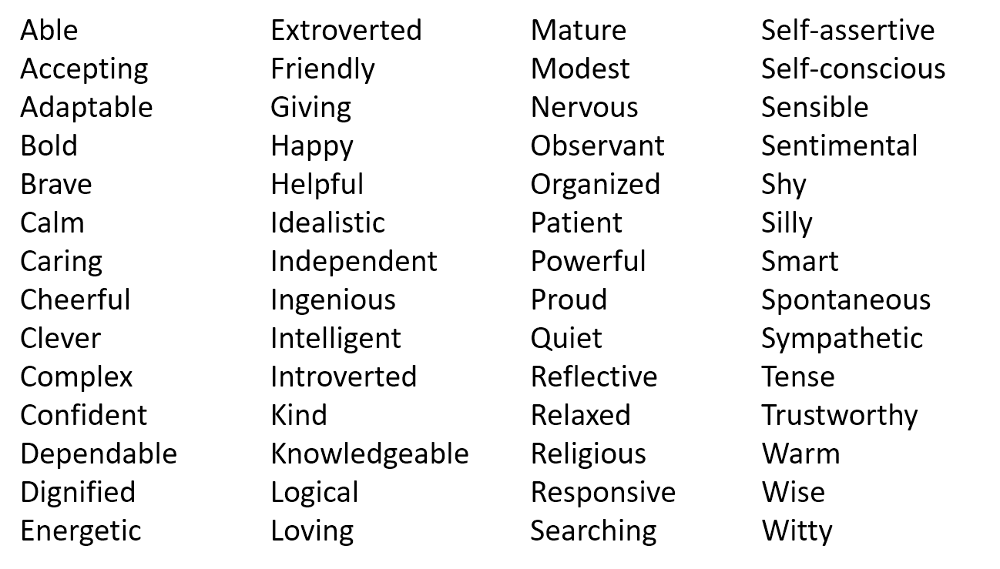 Able
Accepting
Adaptable
Bold
Brave
Calm
Caring
Cheerful
Clever
Complex
Confident
Dependable
Dignified
Energetic
Extroverted
Friendly
Giving
Happy
Helpful
Idealistic
Independent
Ingenious
Intelligent
Introverted
Kind
Knowledgeable
Logical
Loving
Mature
Modest
Nervous
Observant
Organized
Patient
Powerful
Proud
Quiet
Reflective
Relaxed
Religious
Responsive
Searching
Self-assertive
Self-conscious
Sensible
Sentimental
Shy
Silly
Smart
Spontaneous
Sympathetic
Tense
Trustworthy
Warm
Wise
Witty